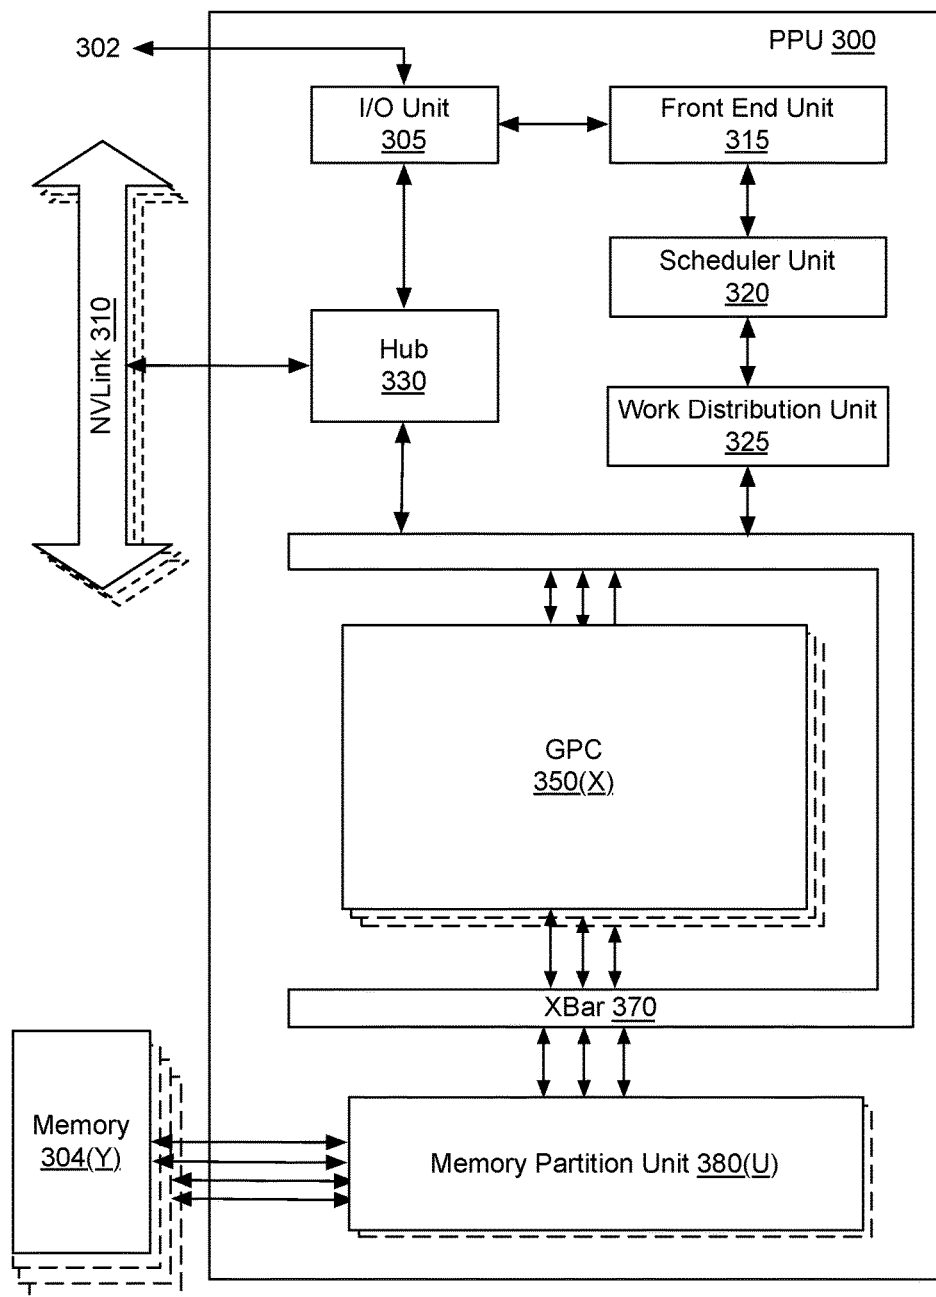 PPU 300
302
I/O Unit
305
Front End Unit
315
Scheduler Unit
320
NVLink 310
Hub
330
Work Distribution Unit
325
GPC
350(X)
XBar 370
Memory
304(Y)
Memory Partition Unit 380(U)